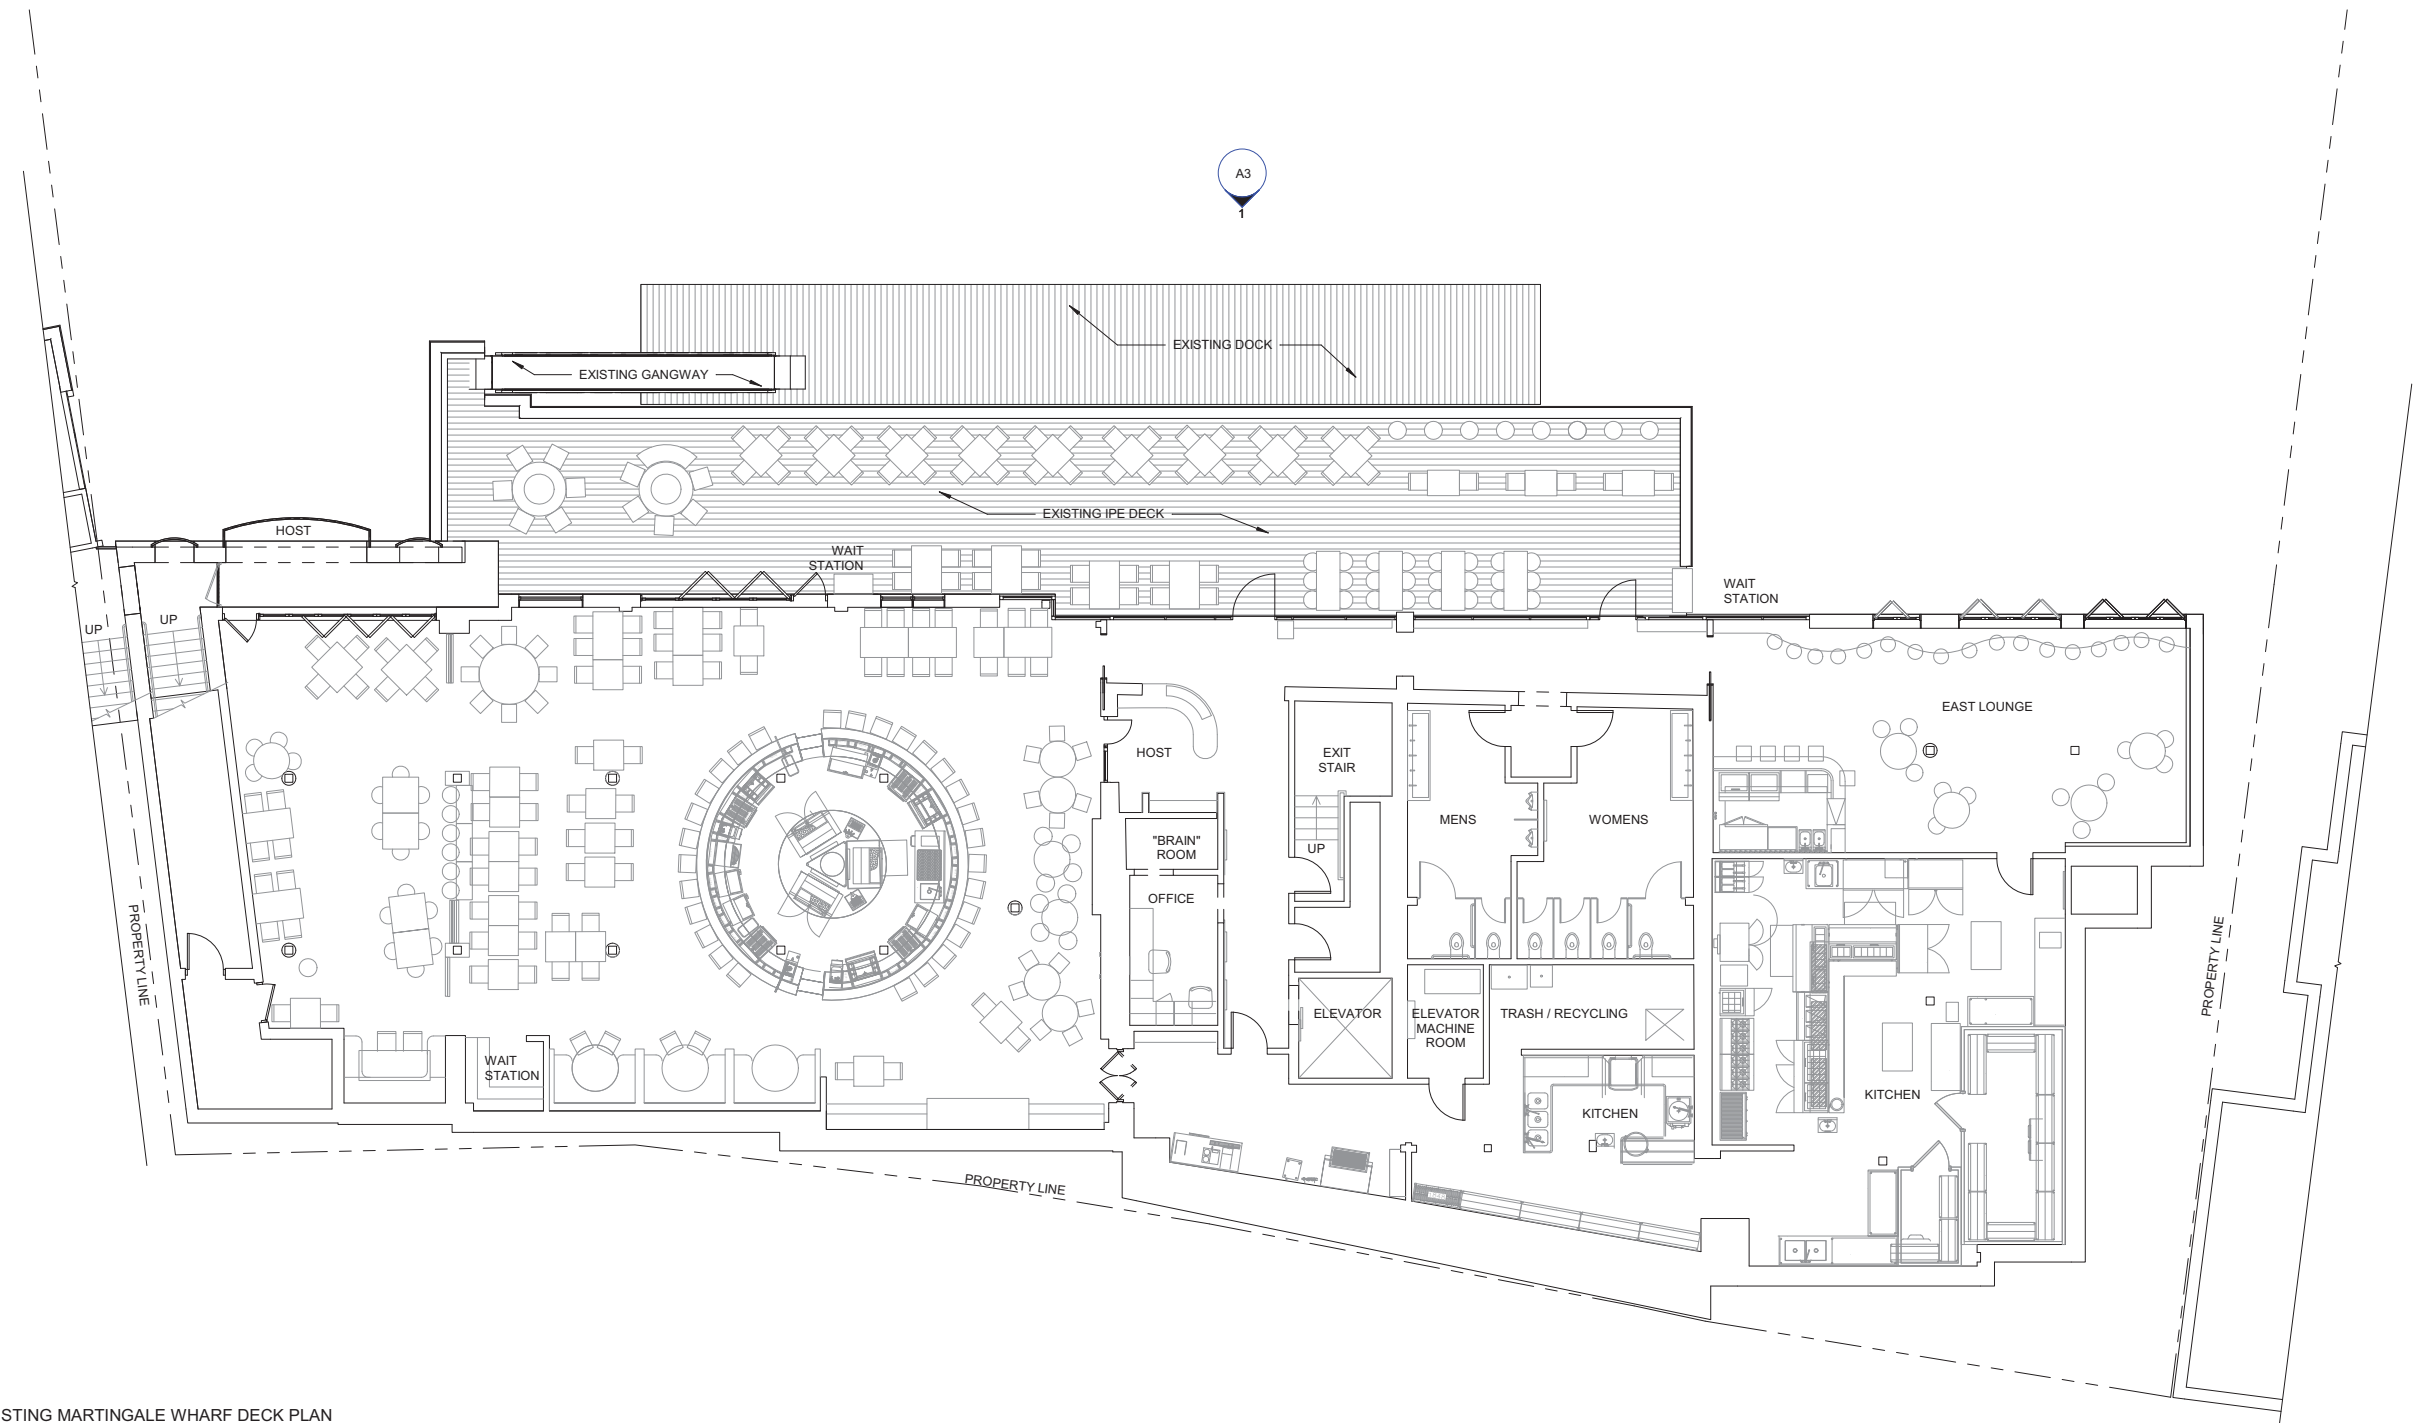 A3
1
EXISTING DOCK
EXISTING GANGWAY
EXISTING IPE DECK
HOST
WAIT
STATION
WAIT
STATION
UP
UP
EAST LOUNGE
HOST
EXIT
STAIR
UP
MENS
WOMENS
"BRAIN"
ROOM
OFFICE
PROPERTY LINE
PROPERTY LINE
ELEVATOR
ELEVATOR
MACHINE
ROOM
TRASH / RECYCLING
WAIT
STATION
KITCHEN
KITCHEN
PROPERTY LINE
STING MARTINGALE WHARF DECK PLAN